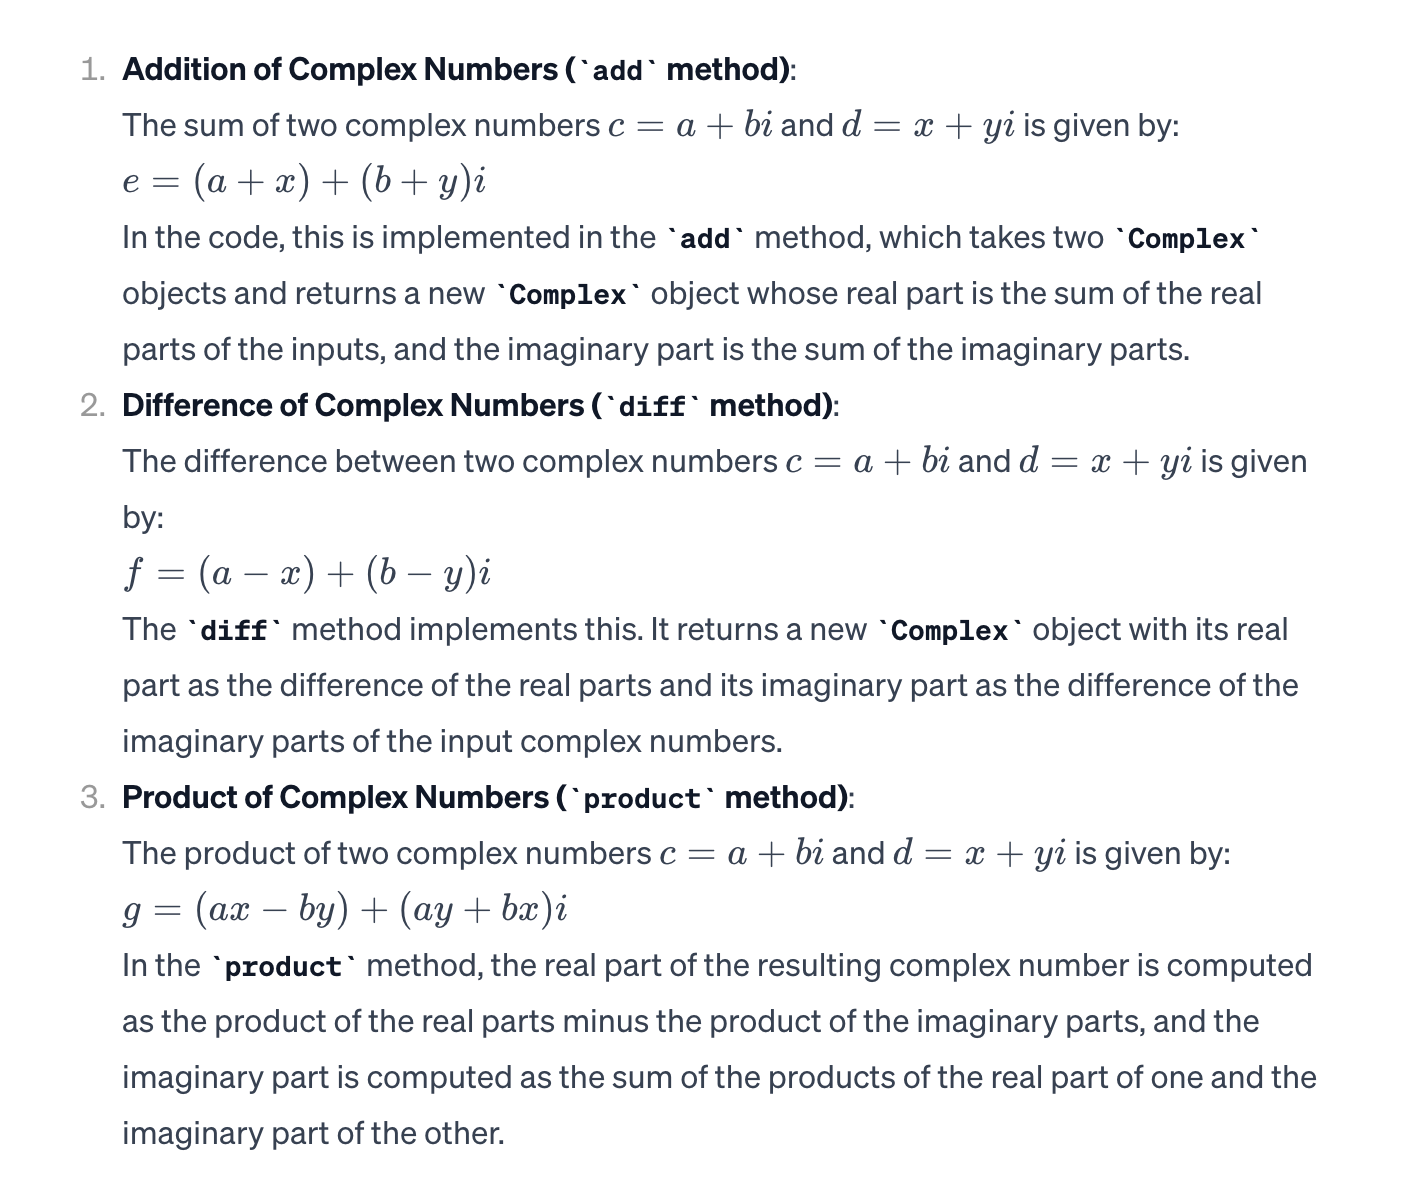 1. Addition of Complex Numbers (`add` method):
The sum of two complex numbers c = a + bi and d = x + yi is given by:
e = (a + x) + (b + y)i
In the code, this is implemented in the `add` method, which takes two `Complex`
objects and returns a new `Complex` object whose real part is the sum of the real
parts of the inputs, and the imaginary part is the sum of the imaginary parts.
2. Difference of Complex Numbers (`diff` method):
The difference between two complex numbers c = a + bi and d = x + yi is given
by:
f = (a − x) + (b − y)i
The `diff` method implements this. It returns a new `Complex` object with its real
part as the difference of the real parts and its imaginary part as the difference of the
imaginary parts of the input complex numbers.
3. Product of Complex Numbers (`product` method):
The product of two complex numbers c = a + bi and d = x + yi is given by:
g = (ax − by) + (ay + bx)i
In the `product` method, the real part of the resulting complex number is computed
as the product of the real parts minus the product of the imaginary parts, and the
imaginary part is computed as the sum of the products of the real part of one and the
imaginary part of the other.